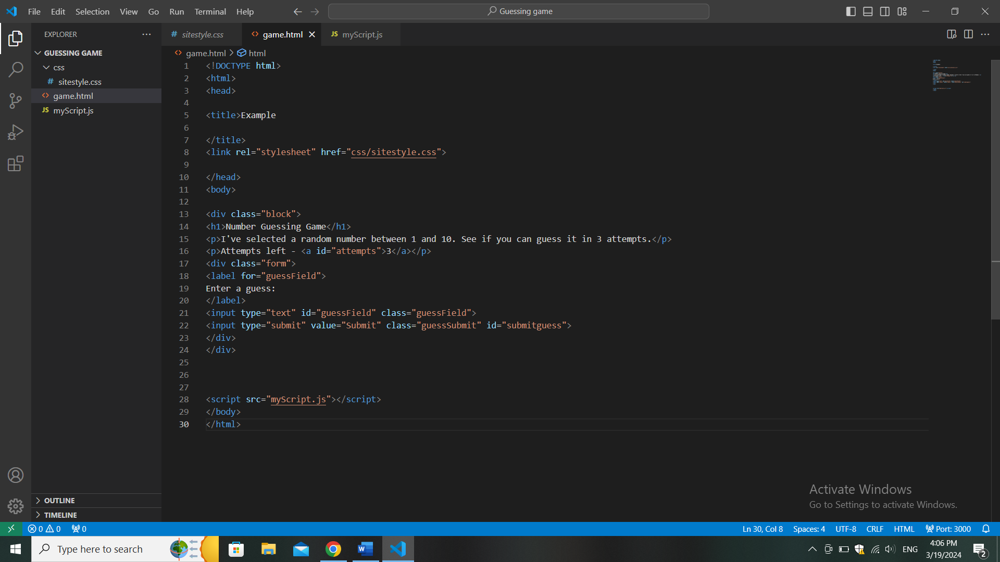 File Edit Selection View Go Run Terminal Help
Guessing game
EXPLORER
GUESSING GAME
css
# sitestyle.css
<> game.html
JS myScript.js
OUTLINE
TIMELINE
# sitestyle.css
<> game.html
JS myScript.js
<> game.html > html
1 <!DOCTYPE html>
2 <html>
3 <head>
4
5 <title>Example
6
7 </title>
8 <link rel="stylesheet" href="css/sitestyle.css">
9
10 </head>
11 <body>
12
13 <div class="block">
14 <h1>Number Guessing Game</h1>
15 <p>I've selected a random number between 1 and 10. See if you can guess it in 3 attempts.</p>
16 <p>Attempts left - <a id="attempts">3</a></p>
17 <div class="form">
18 <label for="guessField">
19 Enter a guess:
20 </label>
21 <input type="text" id="guessField" class="guessField">
22 <input type="submit" value="Submit" class="guessSubmit" id="submitguess">
23 </div>
24 </div>
25
26
27
28 <script src="myScript.js"></script>
29 </body>
30 </html>
Activate Windows
Go to Settings to activate Windows.
0 0 0
Ln 30, Col 8 Spaces: 4 UTF-8 CRLF HTML Port: 3000
Type here to search
ENG
4:06 PM
3/19/2024
2